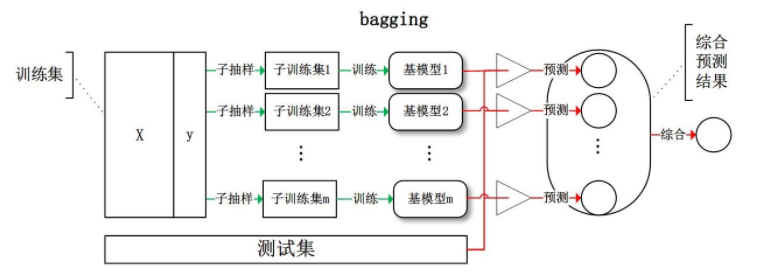 bagging
训练集
X
y
子抽样
子训练集1
训练
基模型1
预测
子抽样
子训练集2
训练
基模型2
预测
⋮
⋮
⋮
子抽样
子训练集m
训练
基模型m
预测
测试集
综合
预测
结果
综合